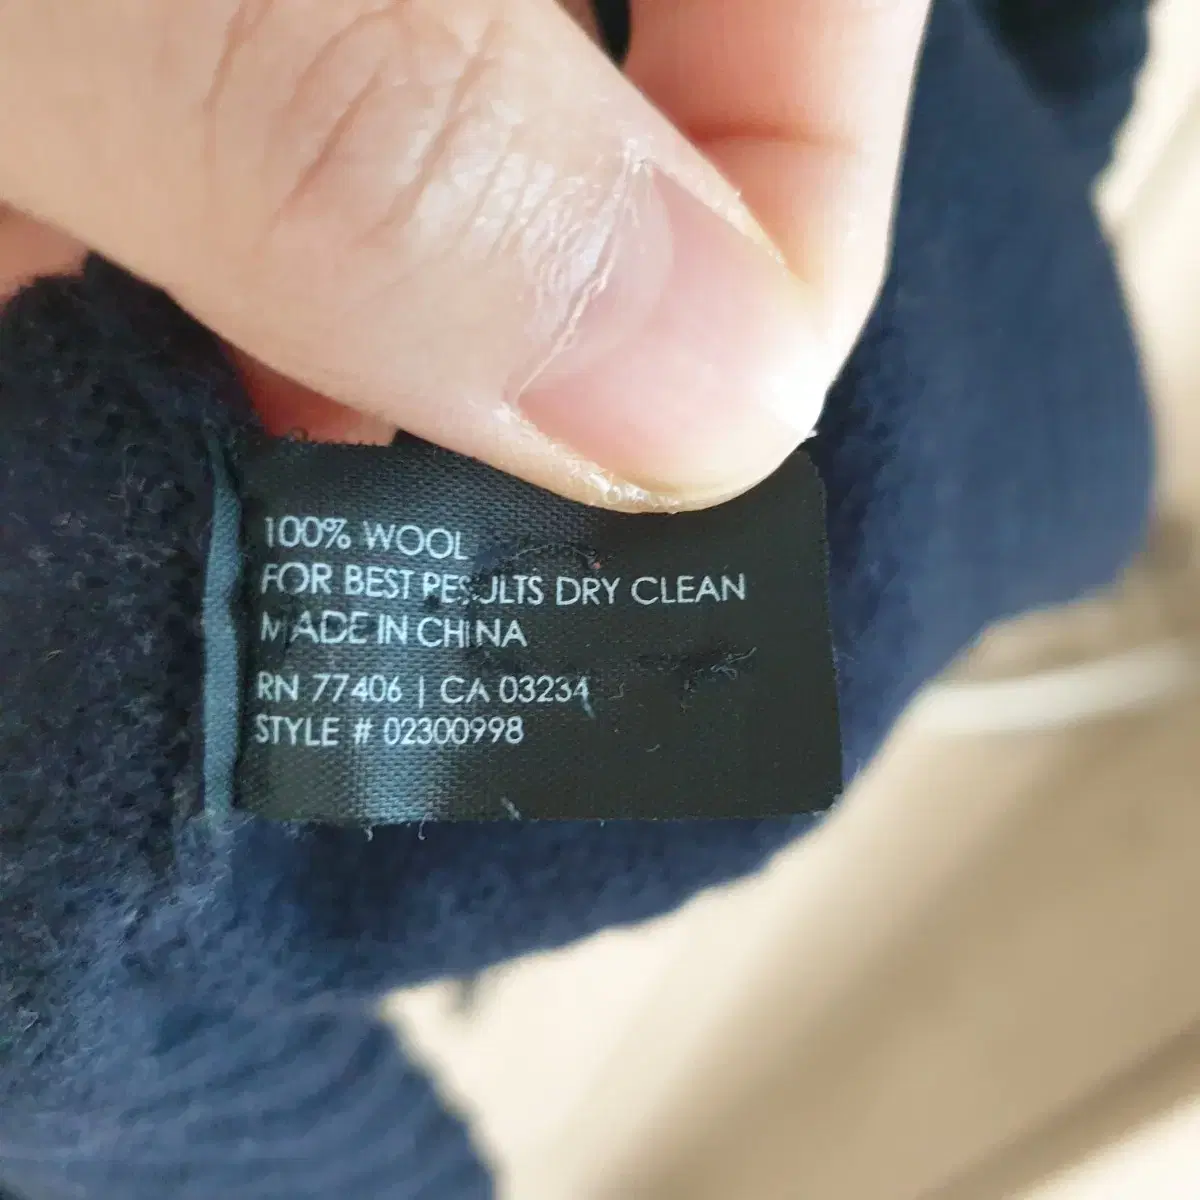 100% WOOL
FOR BEST RESULTS DRY CLEAN
MADE IN CHINA
RN 77406 | CA 03234
STYLE # 02300998